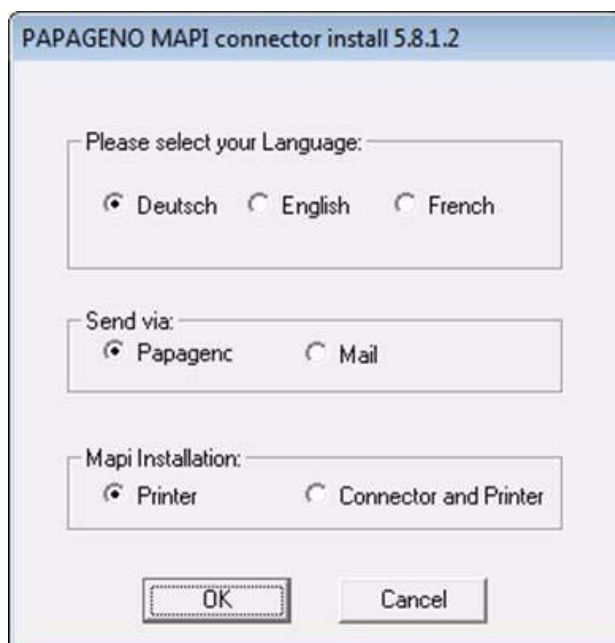 PAPAGENO MAPI connector install 5.8.1.2
Please select your Language:
Deutsch English French
Send via:
Papagenc Mail
Mapi Installation:
Printer Connector and Printer
OK Cancel